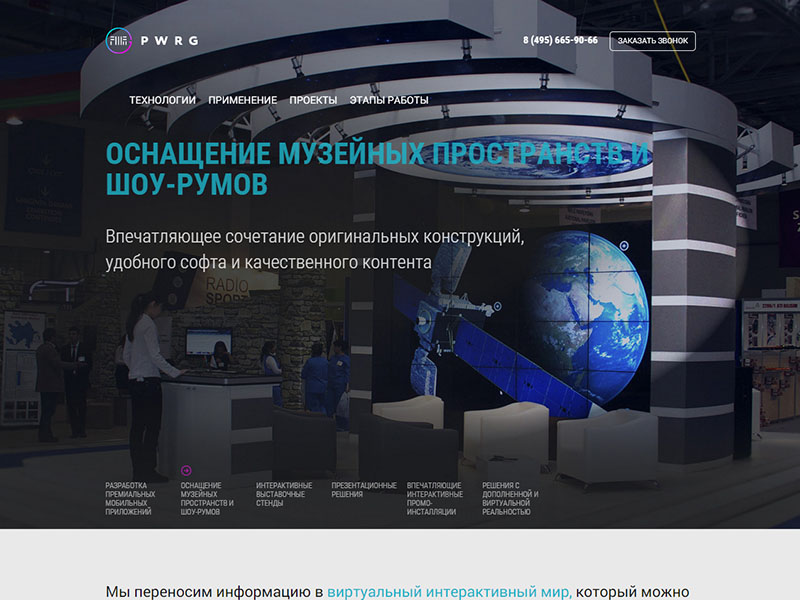 PWRG
8 (495) 665-90-66
ЗАКАЗАТЬ ЗВОНОК
ТЕХНОЛОГИИ ПРИМЕНЕНИЕ ПРОЕКТЫ ЭТАПЫ РАБОТЫ
ОСНАЩЕНИЕ МУЗЕЙНЫХ ПРОСТРАНСТВ И
ШОУ-РУМОВ
Впечатляющее сочетание оригинальных конструкций,
удобного софта и качественного контента
RADIO
SPORT
РАЗРАБОТКА
ПРЕМИАЛЬНЫХ
МОБИЛЬНЫХ
ПРИЛОЖЕНИЙ
ОСНАЩЕНИЕ
МУЗЕЙНЫХ
ПРОСТРАНСТВ И
ШОУ-РУМОВ
ИНТЕРАКТИВНЫЕ
ВЫСТАВОЧНЫЕ
СТЕНДЫ
ПРЕЗЕНТАЦИОННЫЕ
РЕШЕНИЯ
ВПЕЧАТЛЯЮЩИЕ
ИНТЕРАКТИВНЫЕ
ПРОМО-
ИНСТАЛЛЯЦИИ
РЕШЕНИЯ С
ДОПОЛНЕННОЙ И
ВИРТУАЛЬНОЙ
РЕАЛЬНОСТЬЮ
Мы переносим информацию в виртуальный интерактивный мир, который можно